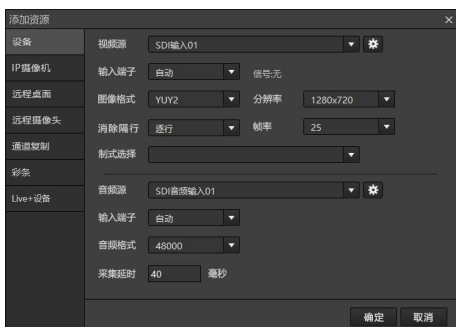 添加资源
设备
IP摄像机
远程桌面
远程摄像头
通道复制
彩条
Live+设备
视频源 SDI输入01
输入端子 自动 信号:无
图像格式 YUY2 分辨率 1280x720
消除隔行 逐行 帧率 25
制式选择
音频源 SDI音频输入01
输入端子 自动
音频格式 48000
采集延时 40 毫秒
确定 取消